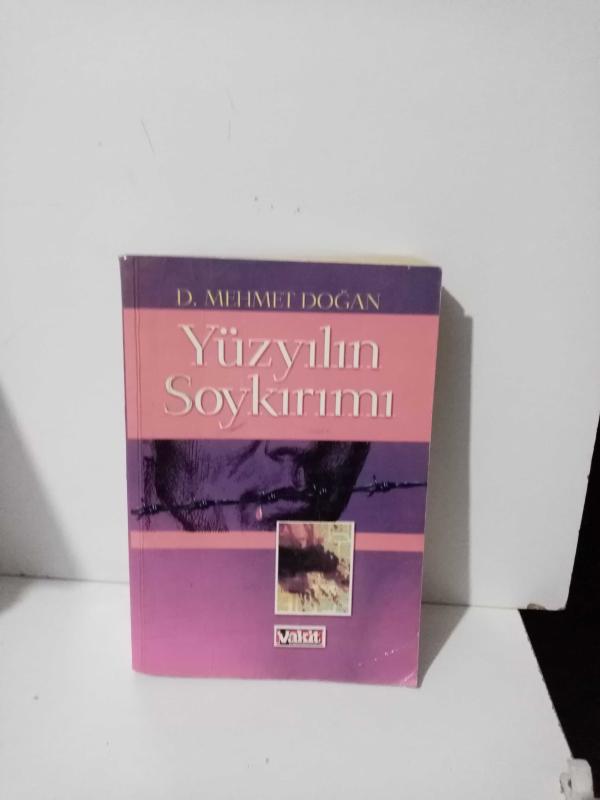 D. MEHMET DOĞAN
Yüzyılın
Soykırımı
Vakit